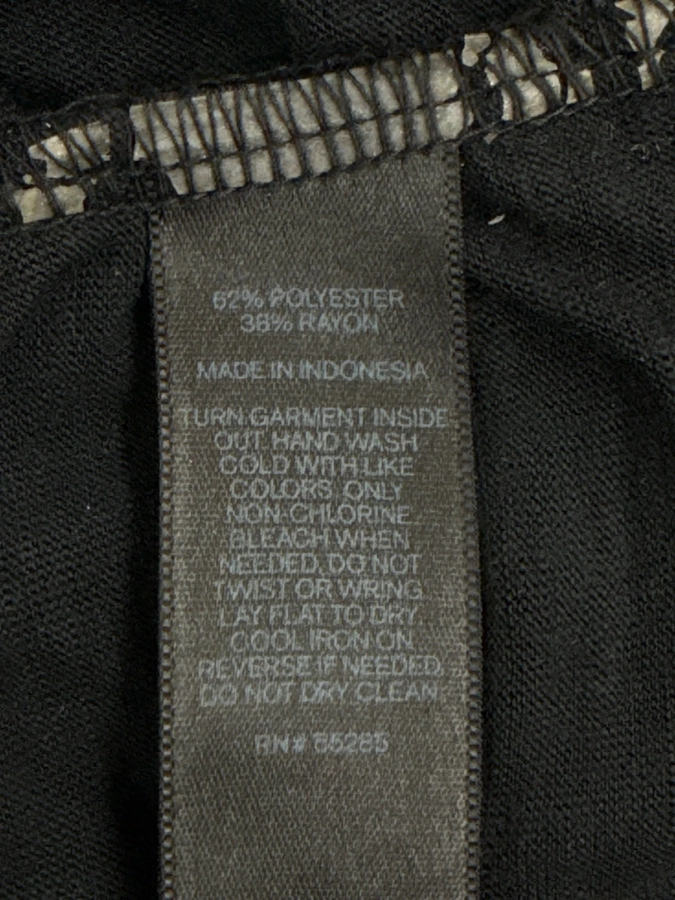 62% POLYESTER
38% RAYON
MADE IN INDONESIA
TURN GARMENT INSIDE
OUT. HAND WASH
COLD WITH LIKE
COLORS. ONLY
NON-CHLORINE
BLEACH WHEN
NEEDED. DO NOT
TWIST OR WRING.
LAY FLAT TO DRY
COOL IRON ON
REVERSE IF NEEDED.
DO NOT DRY CLEAN.
RN#